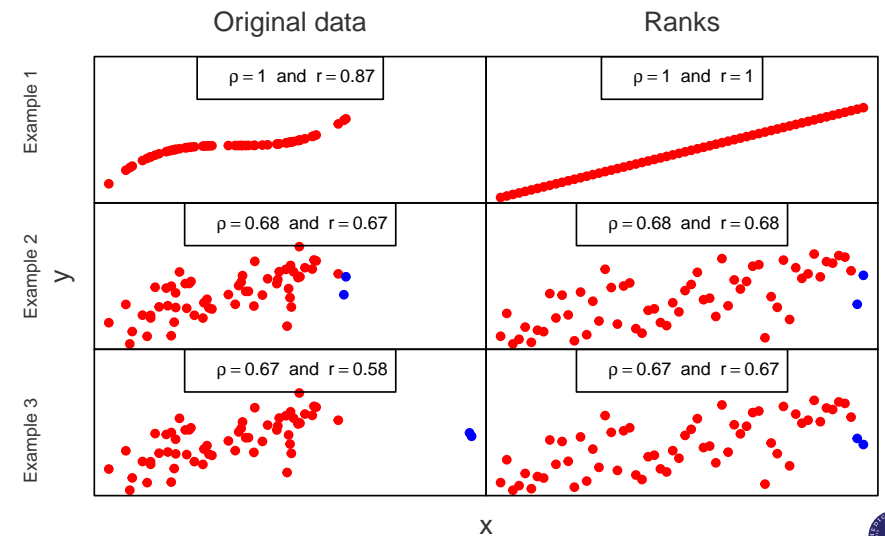 Original data
Ranks
Example 1
ρ = 1 and r = 0.87
ρ = 1 and r = 1
Example 2
ρ = 0.68 and r = 0.67
ρ = 0.68 and r = 0.68
y
Example 3
ρ = 0.67 and r = 0.58
ρ = 0.67 and r = 0.67
x